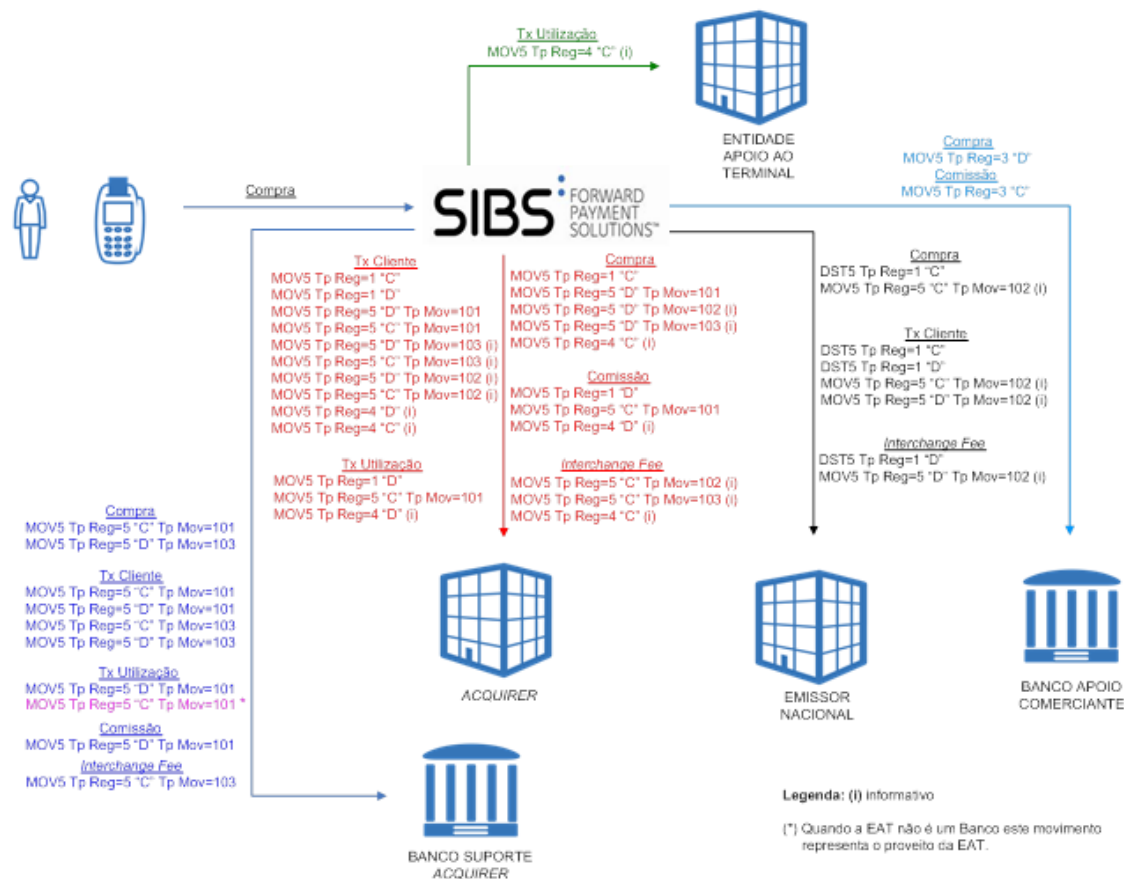 Tx Utilização
MOV5 Tp Reg=4 "C" (i)
ENTIDADE
APOIO AO
TERMINAL
Compra
MOV5 Tp Reg=3 "D"
Comissão
MOV5 Tp Reg=3 "C"
Compra
SIBS FORWARD
PAYMENT
SOLUTIONS™
Tx Cliente
MOV5 Tp Reg=1 "C"
MOV5 Tp Reg=1 "D"
MOV5 Tp Reg=5 "D" Tp Mov=101
MOV5 Tp Reg=5 "C" Tp Mov=101
MOV5 Tp Reg=5 "D" Tp Mov=103 (i)
MOV5 Tp Reg=5 "C" Tp Mov=103 (i)
MOV5 Tp Reg=5 "D" Tp Mov=102 (i)
MOV5 Tp Reg=5 "C" Tp Mov=102 (i)
MOV5 Tp Reg=4 "D" (i)
MOV5 Tp Reg=4 "C" (i)
Tx Utilização
MOV5 Tp Reg=1 "D"
MOV5 Tp Reg=5 "C" Tp Mov=101
MOV5 Tp Reg=4 "D" (i)
Compra
MOV5 Tp Reg=1 "C"
MOV5 Tp Reg=5 "D" Tp Mov=101
MOV5 Tp Reg=5 "D" Tp Mov=102 (i)
MOV5 Tp Reg=5 "D" Tp Mov=103 (i)
MOV5 Tp Reg=4 "C" (i)
Comissão
MOV5 Tp Reg=1 "D"
MOV5 Tp Reg=5 "C" Tp Mov=101
MOV5 Tp Reg=4 "D" (i)
Interchange Fee
MOV5 Tp Reg=5 "C" Tp Mov=102 (i)
MOV5 Tp Reg=5 "C" Tp Mov=103 (i)
MOV5 Tp Reg=4 "C" (i)
Compra
DST5 Tp Reg=1 "C"
MOV5 Tp Reg=5 "C" Tp Mov=102 (i)
Tx Cliente
DST5 Tp Reg=1 "C"
DST5 Tp Reg=1 "D"
MOV5 Tp Reg=5 "C" Tp Mov=102 (i)
MOV5 Tp Reg=5 "D" Tp Mov=102 (i)
Interchange Fee
DST5 Tp Reg=1 "D"
MOV5 Tp Reg=5 "D" Tp Mov=102 (i)
Compra
MOV5 Tp Reg=5 "C" Tp Mov=101
MOV5 Tp Reg=5 "D" Tp Mov=103
Tx Cliente
MOV5 Tp Reg=5 "C" Tp Mov=101
MOV5 Tp Reg=5 "D" Tp Mov=101
MOV5 Tp Reg=5 "C" Tp Mov=103
MOV5 Tp Reg=5 "D" Tp Mov=103
Tx Utilização
MOV5 Tp Reg=5 "D" Tp Mov=101
MOV5 Tp Reg=5 "C" Tp Mov=101 *
Comissão
MOV5 Tp Reg=5 "D" Tp Mov=101
Interchange Fee
MOV5 Tp Reg=5 "C" Tp Mov=103
ACQUIRER
EMISSOR
NACIONAL
BANCO APOIO
COMERCIANTE
BANCO SUPORTE
ACQUIRER
Legenda: (i) informativo
(*) Quando a EAT não é um Banco este movimento
representa o proveito da EAT.